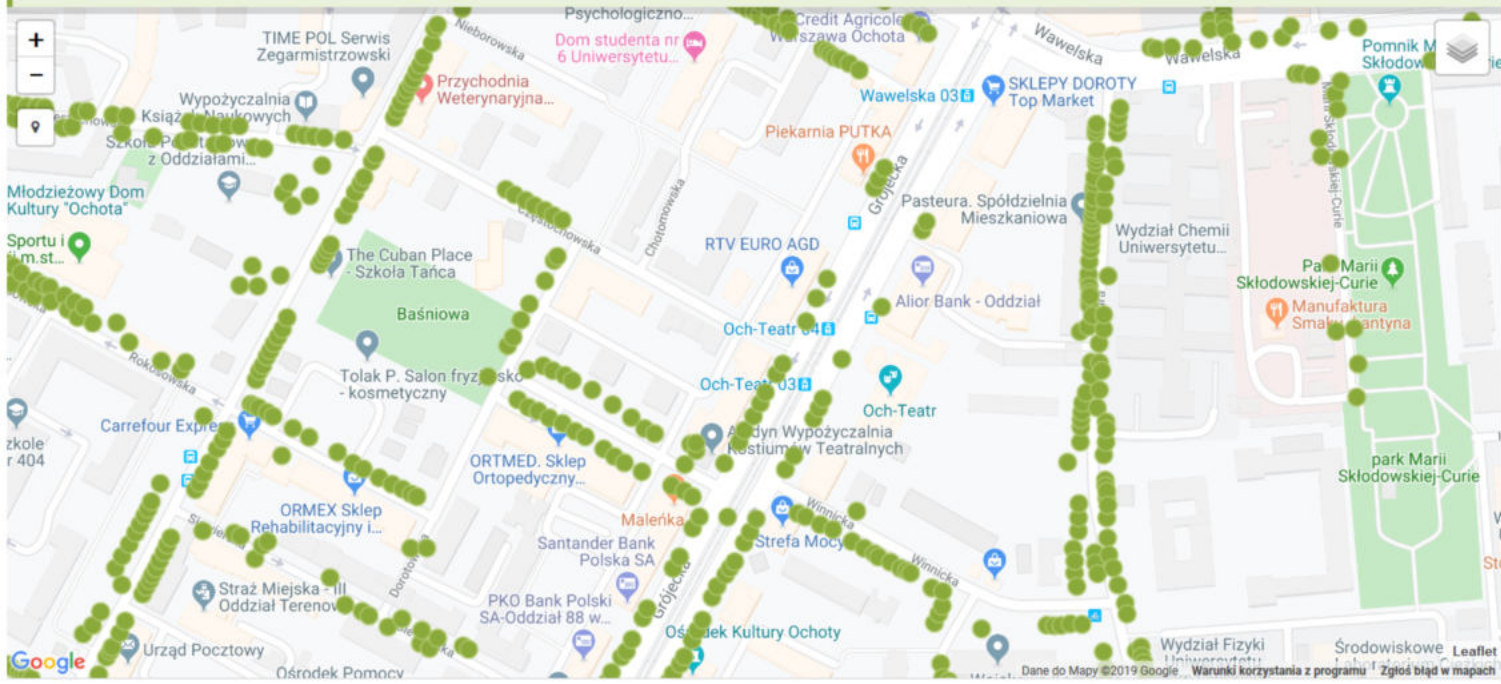 +
−
Psychologiczno...
Credit Agricole
Warszawa Ochota
TIME POL Serwis
Zegarmistrzowski
Nieborowska
Dom studenta nr
6 Uniwersytetu...
Wawelska
Wawelska
Pomnik
Przychodnia
Weterynaryjna...
Wawelska 03
SKLEPY DOROTY
Top Market
Wypożyczalnia
Książek Naukowych
Piekarnia PUTKA
Szkoła
z Oddziałami...
Młodzieżowy Dom
Kultury "Ochota"
Częstochowska
Chotomowska
Grójecka
Pasteura. Spółdzielnia
Mieszkaniowa
Wydział Chemii
Uniwersytetu...
Marii Skłodowskiej-Curie
Sportu i
m.st...
The Cuban Place
- Szkoła Tańca
RTV EURO AGD
Park Marii
Skłodowskiej-Curie
Baśniowa
Alior Bank - Oddział
Manufaktura
Smaku
Och-Teatr 04
Rokosowska
Tolak P. Salon fryzjersko
- kosmetyczny
Och-Teatr 03
Och-Teatr
Carrefour Expre
Wypożyczalnia
Kostiumów Teatralnych
zkole
r 404
ORTMED. Sklep
Ortopedyczny...
park Marii
Skłodowskiej-Curie
ORMEX Sklep
Rehabilitacyjny i...
Maleńka
Winnicka
Strefa Mocy
Santander Bank
Polska SA
Winnicka
Straż Miejska - III
Oddział Terenow
Dorotows
PKO Bank Polski
SA-Oddział 88 w...
Grójecka
Ośrodek Kultury Ochoty
Urząd Pocztowy
Wydział Fizyki
Uniwersytetu
Środowiskowe
Leaflet
Google
Ośrodek Pomocy
Dane do Mapy ©2019 Google
Warunki korzystania z programu
Zgłoś błąd w mapach